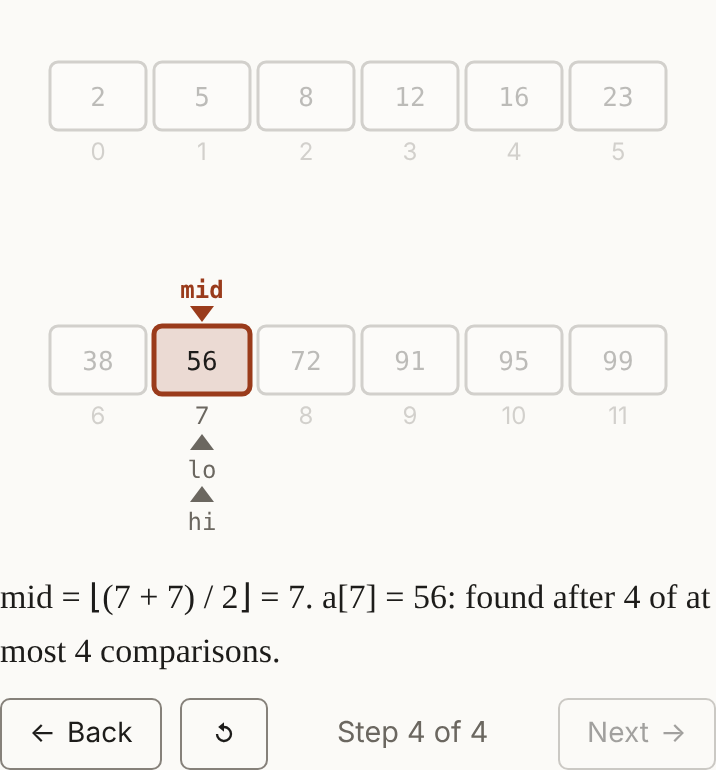 2 5 8 12 16 23
0 1 2 3 4 5
mid
38 56 72 91 95 99
6 7 8 9 10 11
lo
hi
mid = ⌊(7 + 7) / 2⌋ = 7. a[7] = 56: found after 4 of at
most 4 comparisons.
← Back ↺ Step 4 of 4 Next →